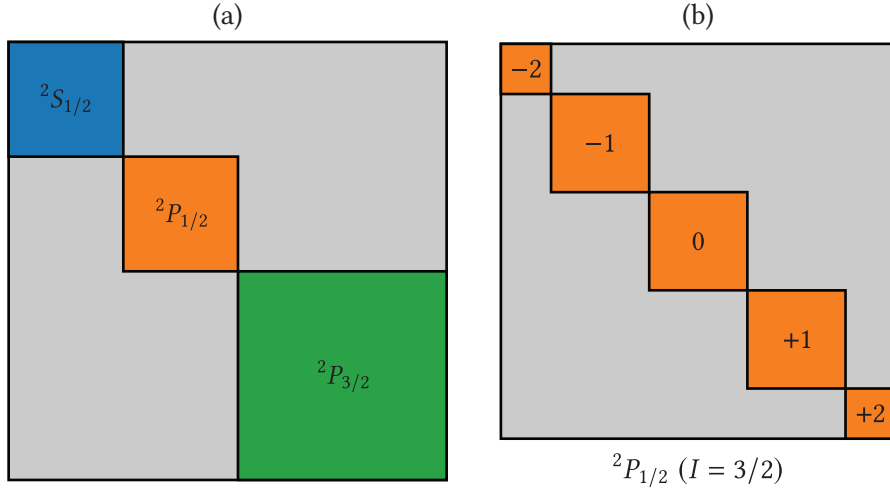 (a)
²S₁/₂
²P₁/₂
²P₃/₂
(b)
−2
−1
0
+1
+2
²P₁/₂ (I = 3/2)